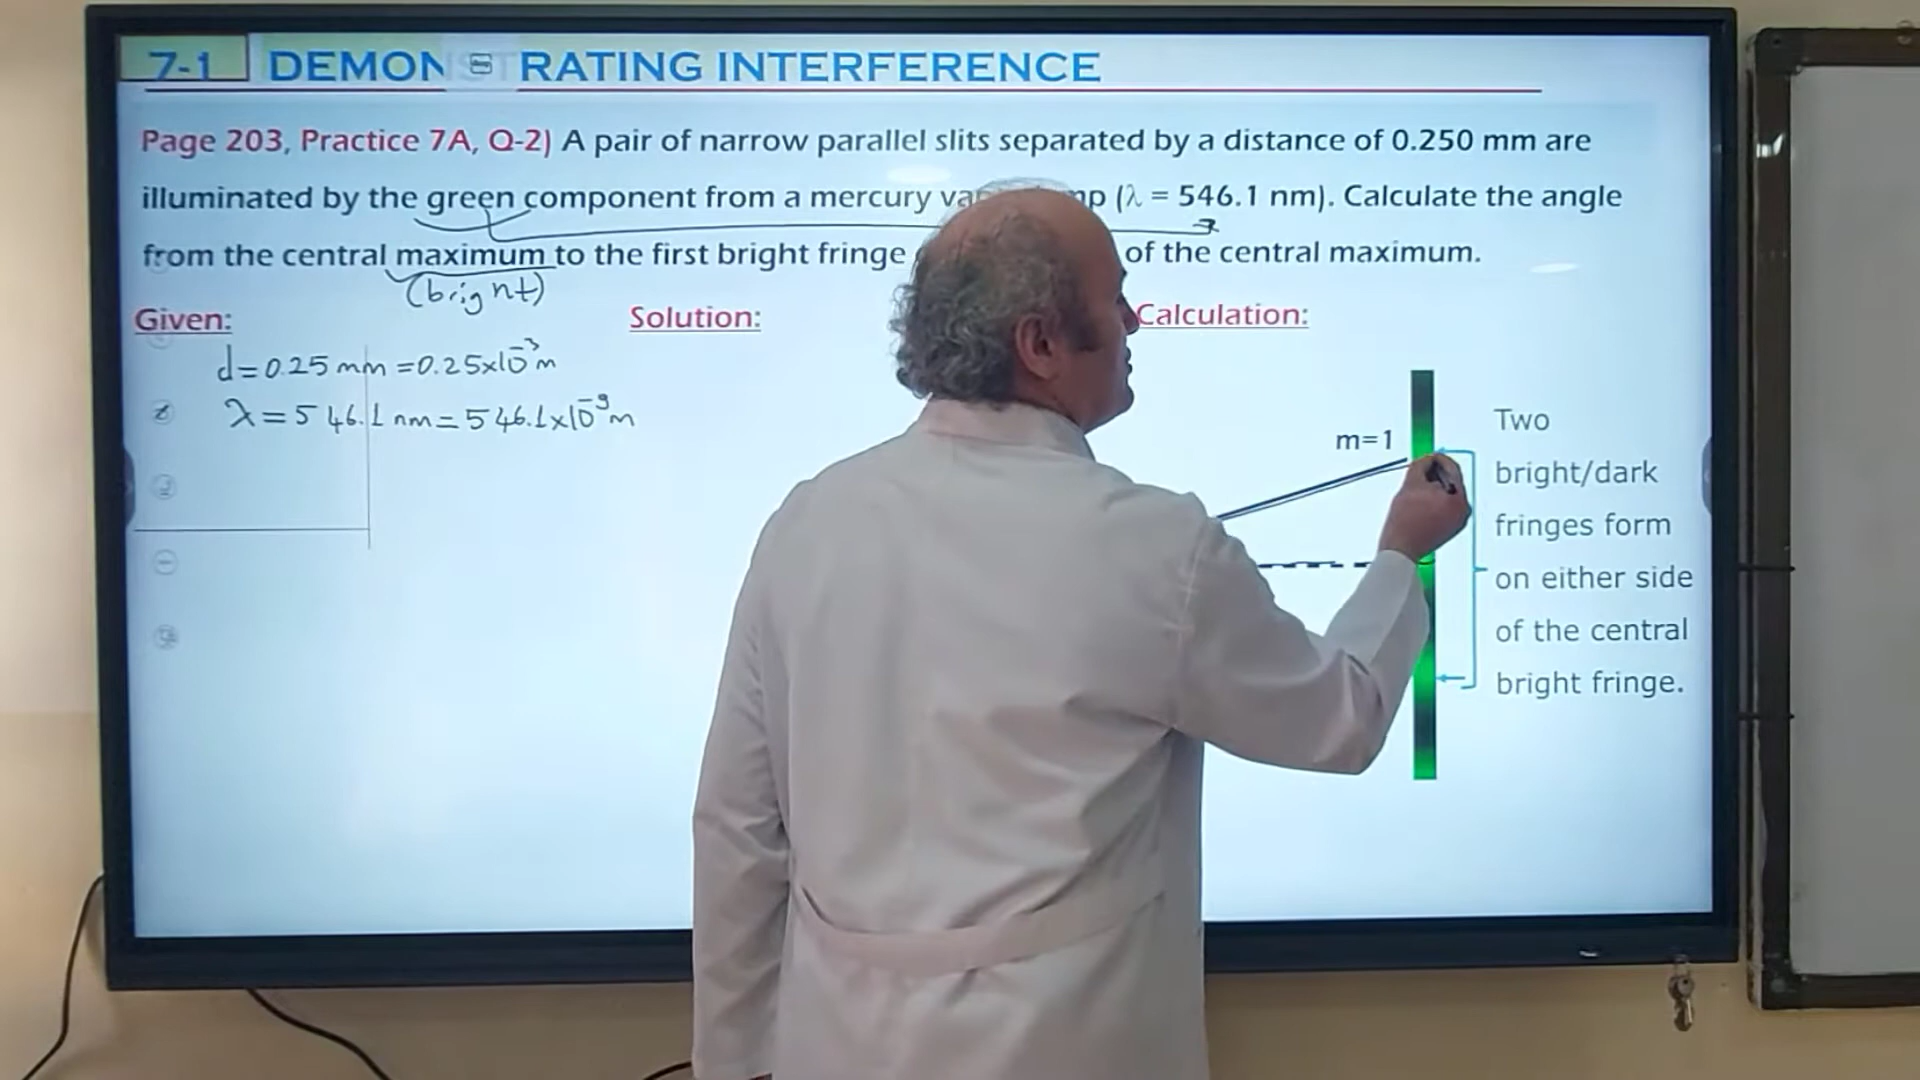 7-1 DEMONSTRATING INTERFERENCE
Page 203, Practice 7A, Q-2) A pair of narrow parallel slits separated by a distance of 0.250 mm are
illuminated by the green component from a mercury (λ = 546.1 nm). Calculate the angle
from the central maximum to the first bright fringe of the central maximum.
(bright)
Given:
d=0.25 mm =0.25x10⁻³m
λ=546.1 nm=546.1x10⁻⁹m
Solution:
Calculation:
m=1
Two
bright/dark
fringes form
on either side
of the central
bright fringe.